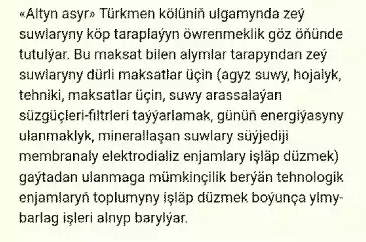 «Altyn asyr» Türkmen kölüniň ulgamynda zeý
suwlaryny köp taraplaýyn öwrenmeklik göz öňünde
tutulýar. Bu maksat bilen alymlar tarapyndan zeý
suwlaryny dürli maksatlar üçin (agyz suwy, hojalyk,
tehniki, maksatlar üçin, suwy arassalaýan
süzgüçleri-filtrleri taýýarlamak, günüň energiýasyny
ulanmaklyk, minerallaşan suwlary süýjediji
membranaly elektrodializ enjamlary işläp düzmek)
gaýtadan ulanmaga mümkinçilik berýän tehnologik
enjamlaryň toplumyny işläp düzmek boýunça ylmy-
barlag işleri alnyp barylýar.